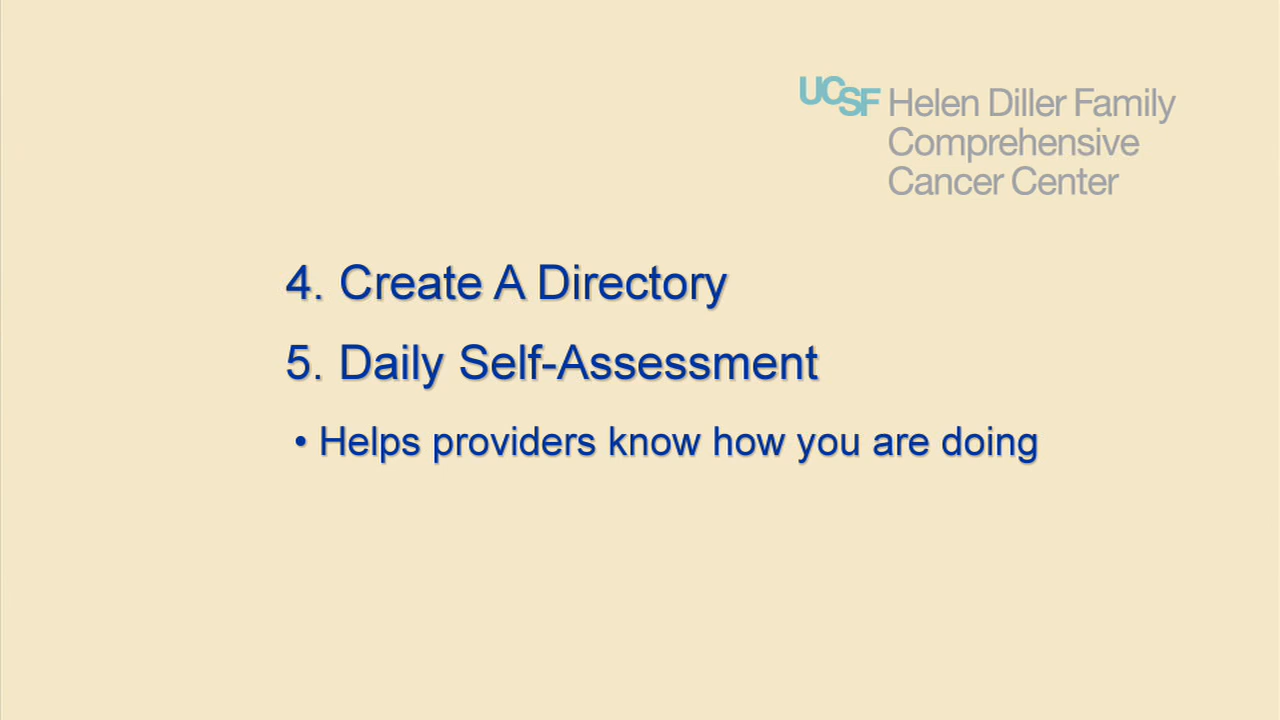 UCSF Helen Diller Family
Comprehensive
Cancer Center
4. Create A Directory
5. Daily Self-Assessment
• Helps providers know how you are doing